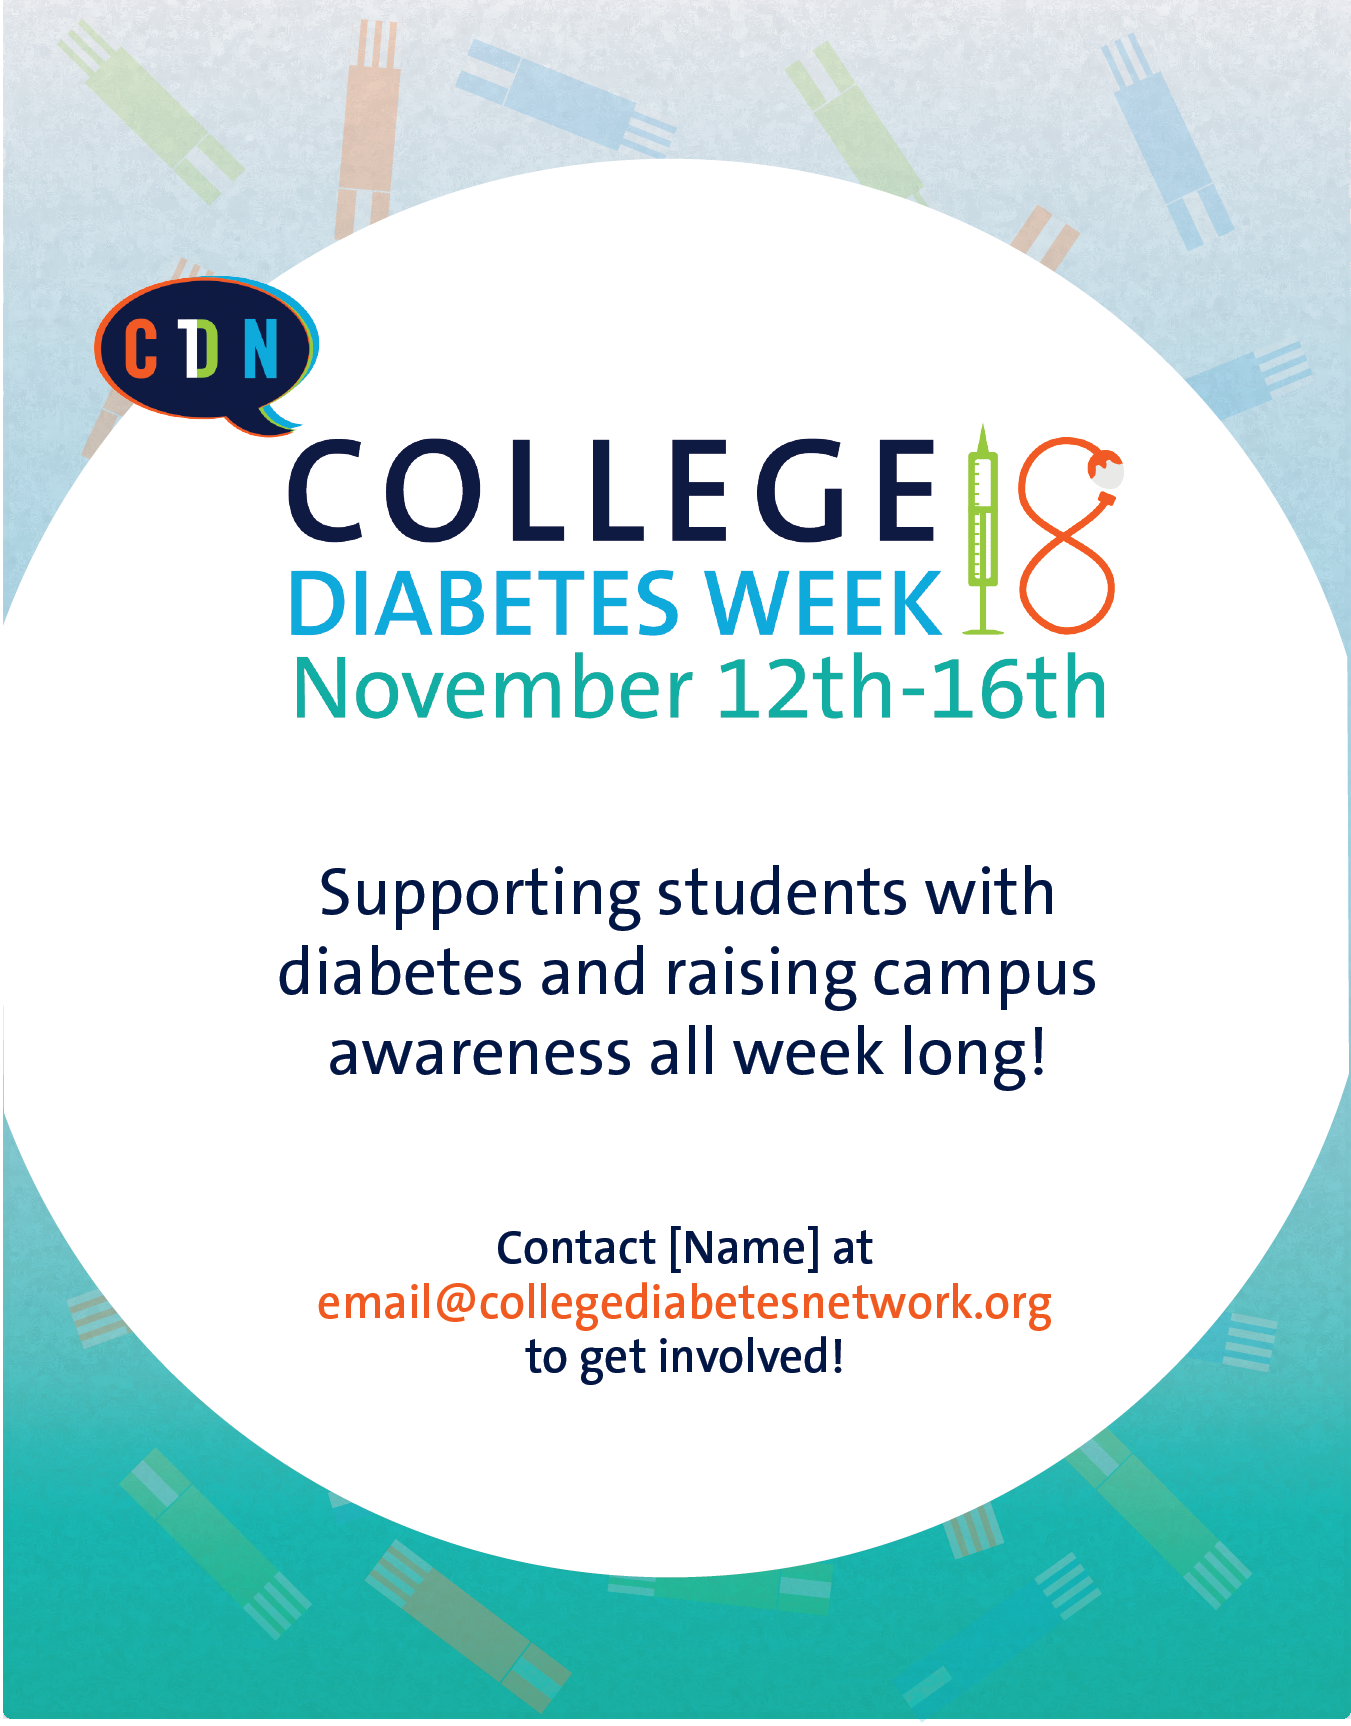 CDN
COLLEGE 18
DIABETES WEEK
November 12th-16th
Supporting students with
diabetes and raising campus
awareness all week long!
Contact [Name] at
email@collegediabetesnetwork.org
to get involved!